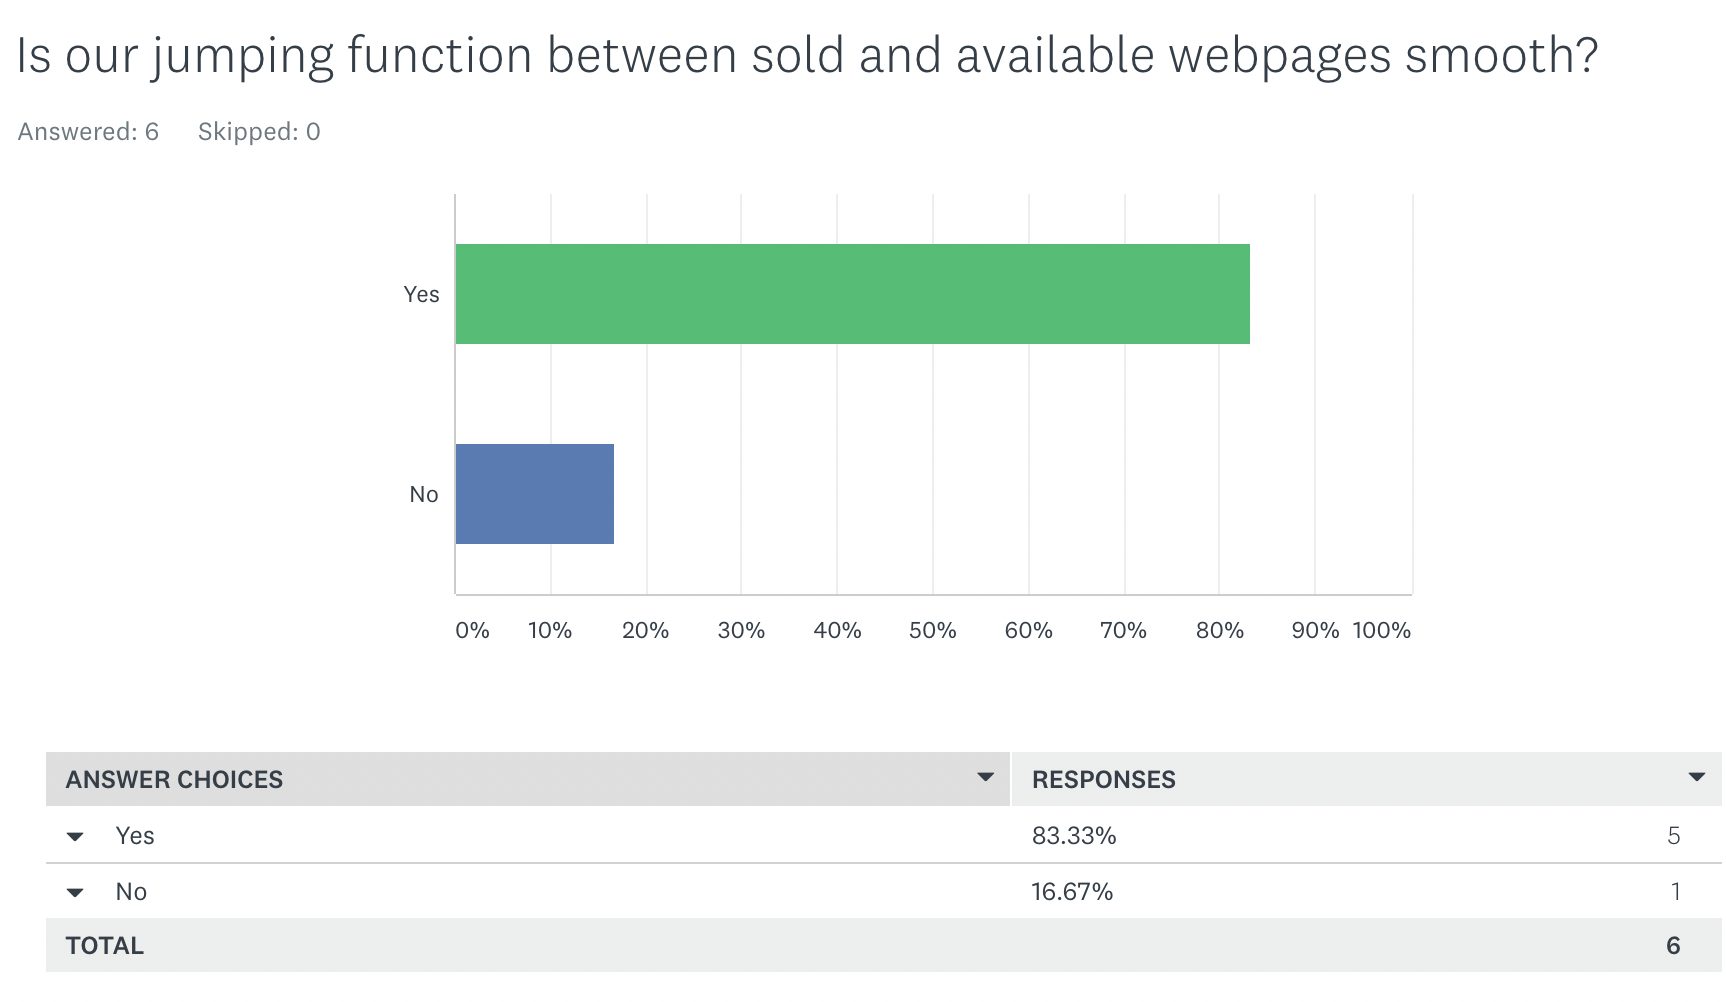 Is our jumping function between sold and available webpages smooth?
Answered: 6 Skipped: 0
Yes
No
0% 10% 20% 30% 40% 50% 60% 70% 80% 90% 100%
ANSWER CHOICES RESPONSES
Yes 83.33% 5
No 16.67% 1
TOTAL 6